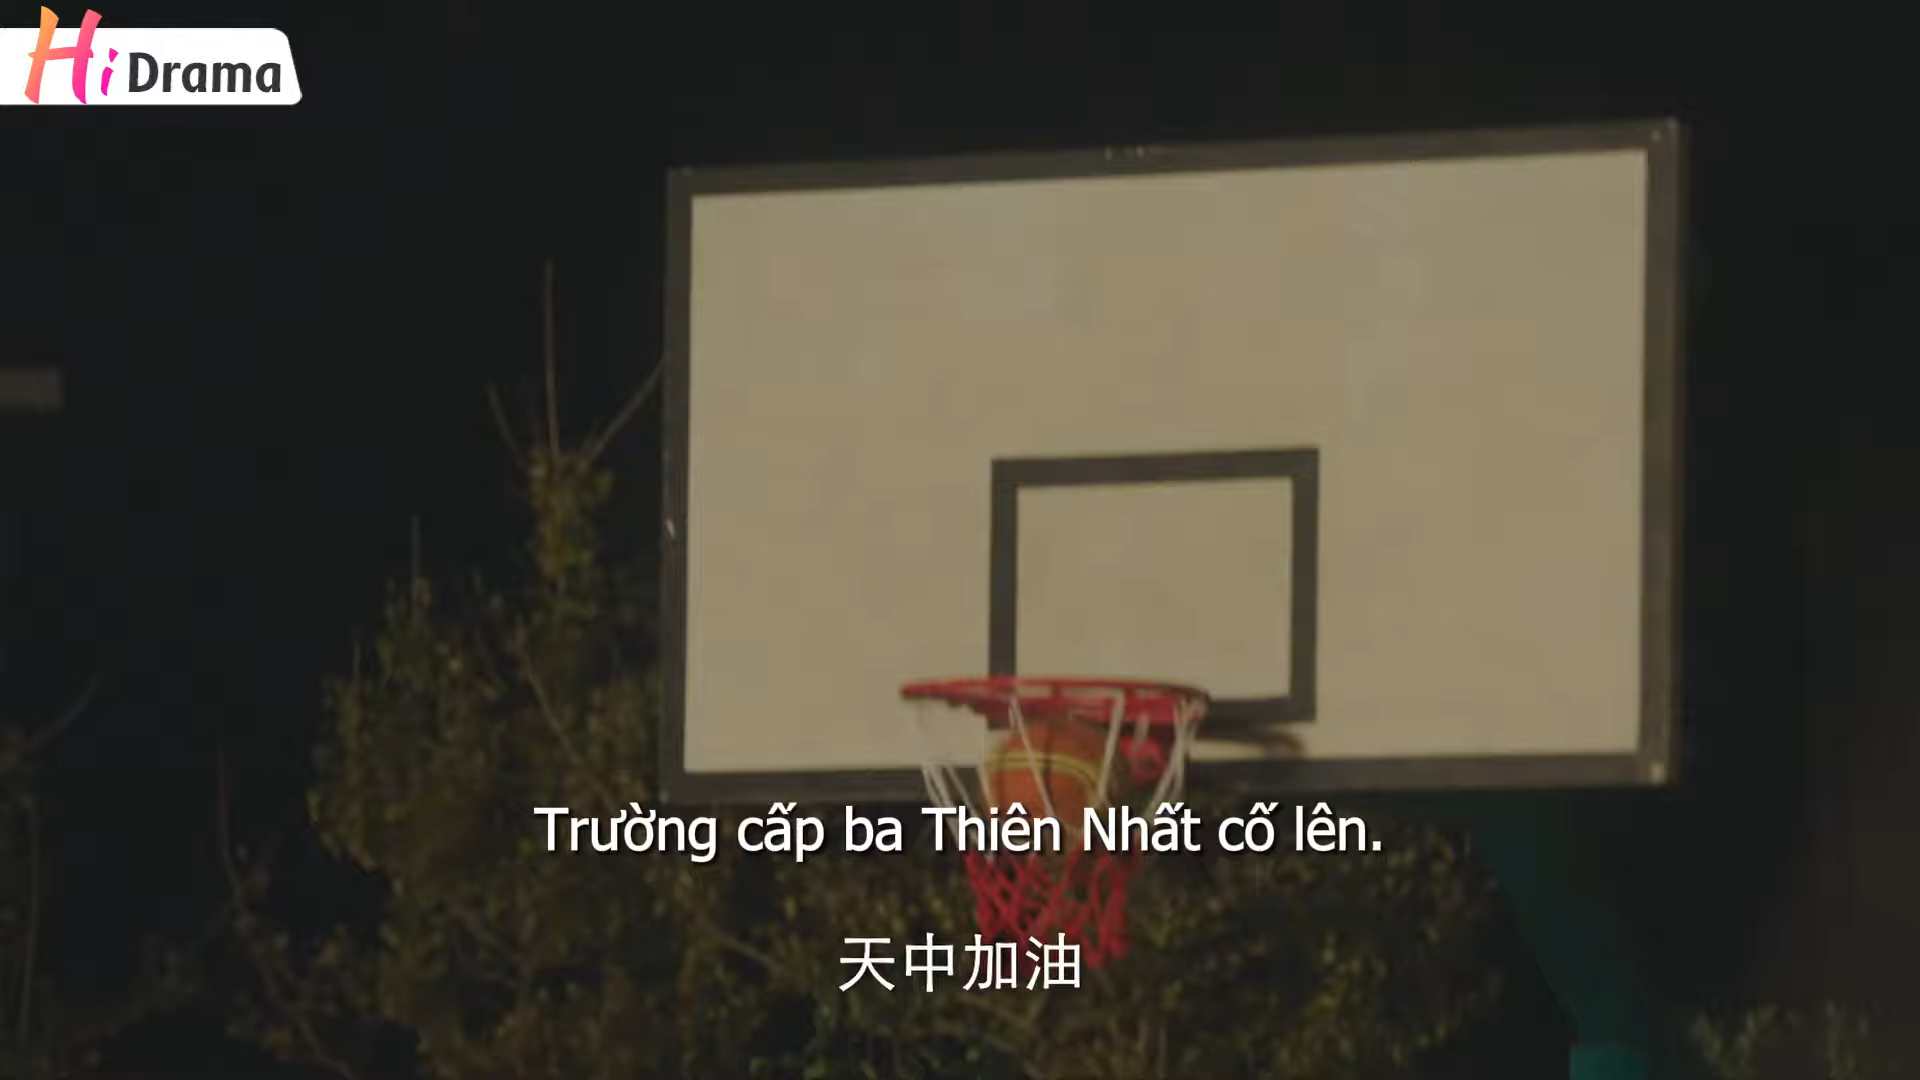 Hi Drama
Trường cấp ba Thiên Nhất cố lên.
天中加油